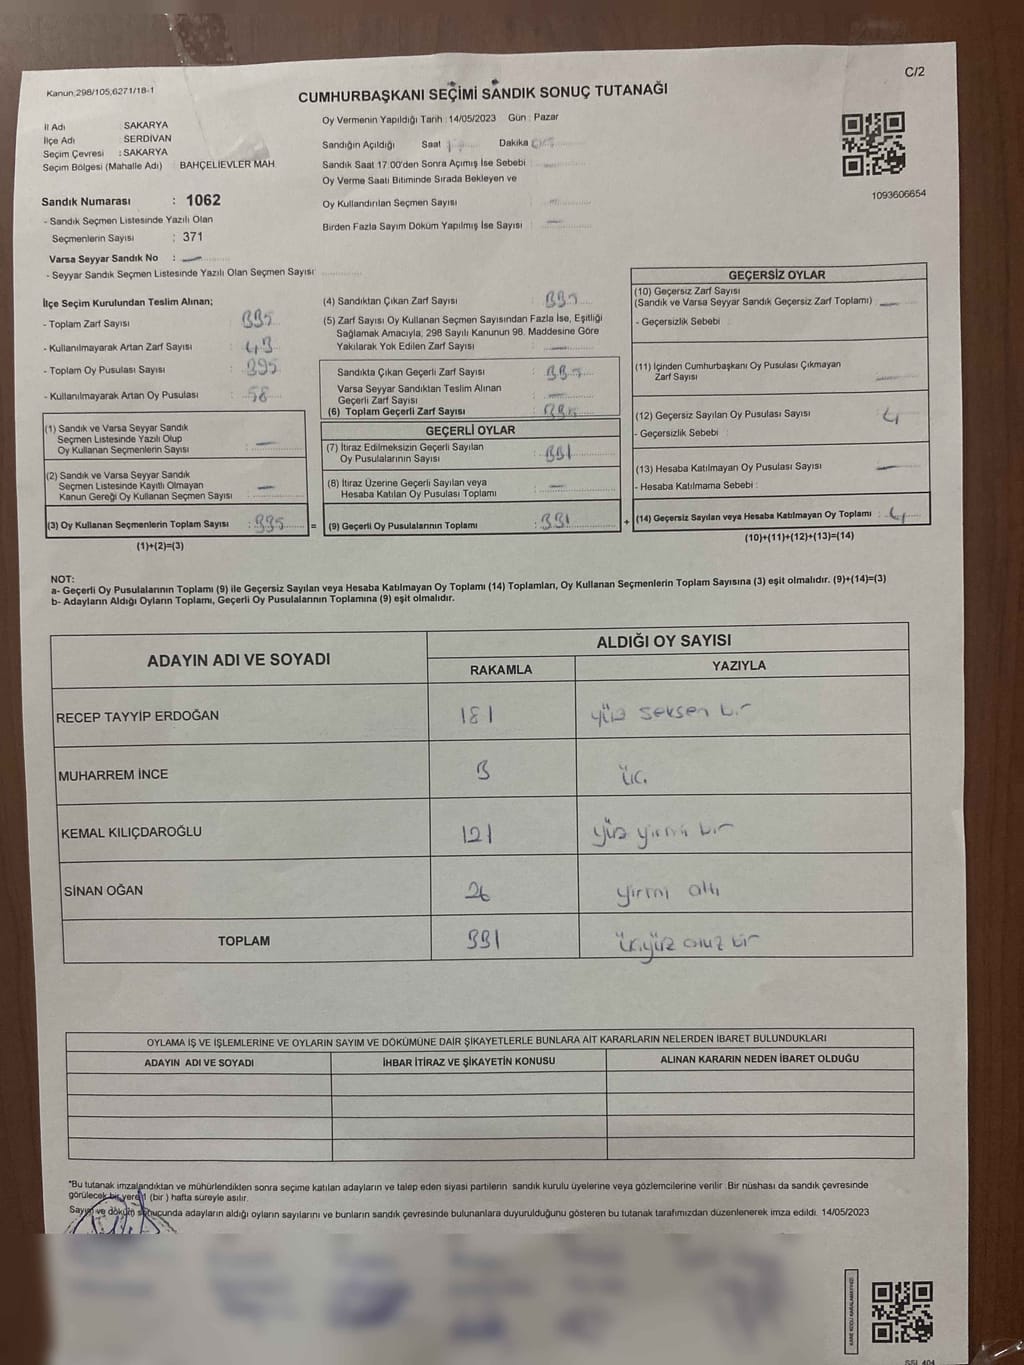 C/2
Kanun 298/105,6271/18-1
CUMHURBAŞKANI SEÇİMİ SANDIK SONUÇ TUTANAĞI
İl Adı SAKARYA
İlçe Adı : SERDİVAN
Seçim Çevresi : SAKARYA
Seçim Bölgesi (Mahalle Adı) : BAHÇELİEVLER MAH
Sandık Numarası : 1062
- Sandık Seçmen Listesinde Yazılı Olan
Seçmenlerin Sayısı : 371
Varsa Seyyar Sandık No : —
- Seyyar Sandık Seçmen Listesinde Yazılı Olan Seçmen Sayısı
Oy Vermenin Yapıldığı Tarih : 14/05/2023 Gün : Pazar
Sandığın Açıldığı Saat Dakika
Sandık Saat 17:00'den Sonra Açımış İse Sebebi :
Oy Verme Saati Bitiminde Sırada Bekleyen ve
Oy Kullandırılan Seçmen Sayısı : —
Birden Fazla Sayım Döküm Yapılmış İse Sayısı : —
1093606654
İlçe Seçim Kurulundan Teslim Alınan;
- Toplam Zarf Sayısı :
- Kullanılmayarak Artan Zarf Sayısı : 43
- Toplam Oy Pusulası Sayısı : 395
- Kullanılmayarak Artan Oy Pusulası : 58
(1) Sandık ve Varsa Seyyar Sandık
Seçmen Listesinde Yazılı Olup
Oy Kullanan Seçmenlerin Sayısı : —
(2) Sandık ve Varsa Seyyar Sandık
Seçmen Listesinde Kayıtlı Olmayan
Kanun Gereği Oy Kullanan Seçmen Sayısı : —
(3) Oy Kullanan Seçmenlerin Toplam Sayısı : 335 =
(1)+(2)=(3)
(4) Sandıktan Çıkan Zarf Sayısı : 335
(5) Zarf Sayısı Oy Kullanan Seçmen Sayısından Fazla İse, Eşitliği
Sağlamak Amacıyla, 298 Sayılı Kanunun 98. Maddesine Göre
Yakılarak Yok Edilen Zarf Sayısı : —
Sandıkta Çıkan Geçerli Zarf Sayısı : 335
Varsa Seyyar Sandıktan Teslim Alınan
Geçerli Zarf Sayısı : —
(6) Toplam Geçerli Zarf Sayısı : 335
GEÇERLİ OYLAR
(7) İtiraz Edilmeksizin Geçerli Sayılan
Oy Pusulalarının Sayısı : 331
(8) İtiraz Üzerine Geçerli Sayılan veya
Hesaba Katılan Oy Pusulası Toplamı : —
(9) Geçerli Oy Pusulalarının Toplamı : 331 +
GEÇERSİZ OYLAR
(10) Geçersiz Zarf Sayısı
(Sandık ve Varsa Seyyar Sandık Geçersiz Zarf Toplamı) : —
- Geçersizlik Sebebi :
(11) İçinden Cumhurbaşkanı Oy Pusulası Çıkmayan
Zarf Sayısı : —
(12) Geçersiz Sayılan Oy Pusulası Sayısı : 4
- Geçersizlik Sebebi :
(13) Hesaba Katılmayan Oy Pusulası Sayısı : —
- Hesaba Katılmama Sebebi :
(14) Geçersiz Sayılan veya Hesaba Katılmayan Oy Toplamı : 4
(10)+(11)+(12)+(13)=(14)
NOT:
a- Geçerli Oy Pusulalarının Toplamı (9) ile Geçersiz Sayılan veya Hesaba Katılmayan Oy Toplamı (14) Toplamları, Oy Kullanan Seçmenlerin Toplam Sayısına (3) eşit olmalıdır. (9)+(14)=(3)
b- Adayların Aldığı Oyların Toplamı, Geçerli Oy Pusulalarının Toplamına (9) eşit olmalıdır.
ADAYIN ADI VE SOYADI ALDIĞI OY SAYISI
RAKAMLA YAZIYLA
RECEP TAYYİP ERDOĞAN 181 yüz seksen bir
MUHARREM İNCE 3 üç
KEMAL KILIÇDAROĞLU 121 yüz yirmi bir
SİNAN OĞAN 26 yirmi altı
TOPLAM 331 üçyüz otuz bir
OYLAMA İŞ VE İŞLEMLERİNE VE OYLARIN SAYIM VE DÖKÜMÜNE DAİR ŞİKAYETLERLE BUNLARA AİT KARARLARIN NELERDEN İBARET BULUNDUKLARI
ADAYIN ADI VE SOYADI İHBAR İTİRAZ VE ŞİKAYETİN KONUSU ALINAN KARARIN NEDEN İBARET OLDUĞU
*Bu tutanak imzalandıktan ve mühürlendikten sonra seçime katılan adayların ve talep eden siyasi partilerin sandık kurulu üyelerine veya gözlemcilerine verilir. Bir nüshası da sandık çevresinde
görülecek bir yere 1 (bir ) hafta süreyle asılır.
Sayım ve döküm sonucunda adayların aldığı oyların sayılarını ve bunların sandık çevresinde bulunanlara duyurulduğunu gösteren bu tutanak tarafımızdan düzenlenerek imza edildi. 14/05/2023